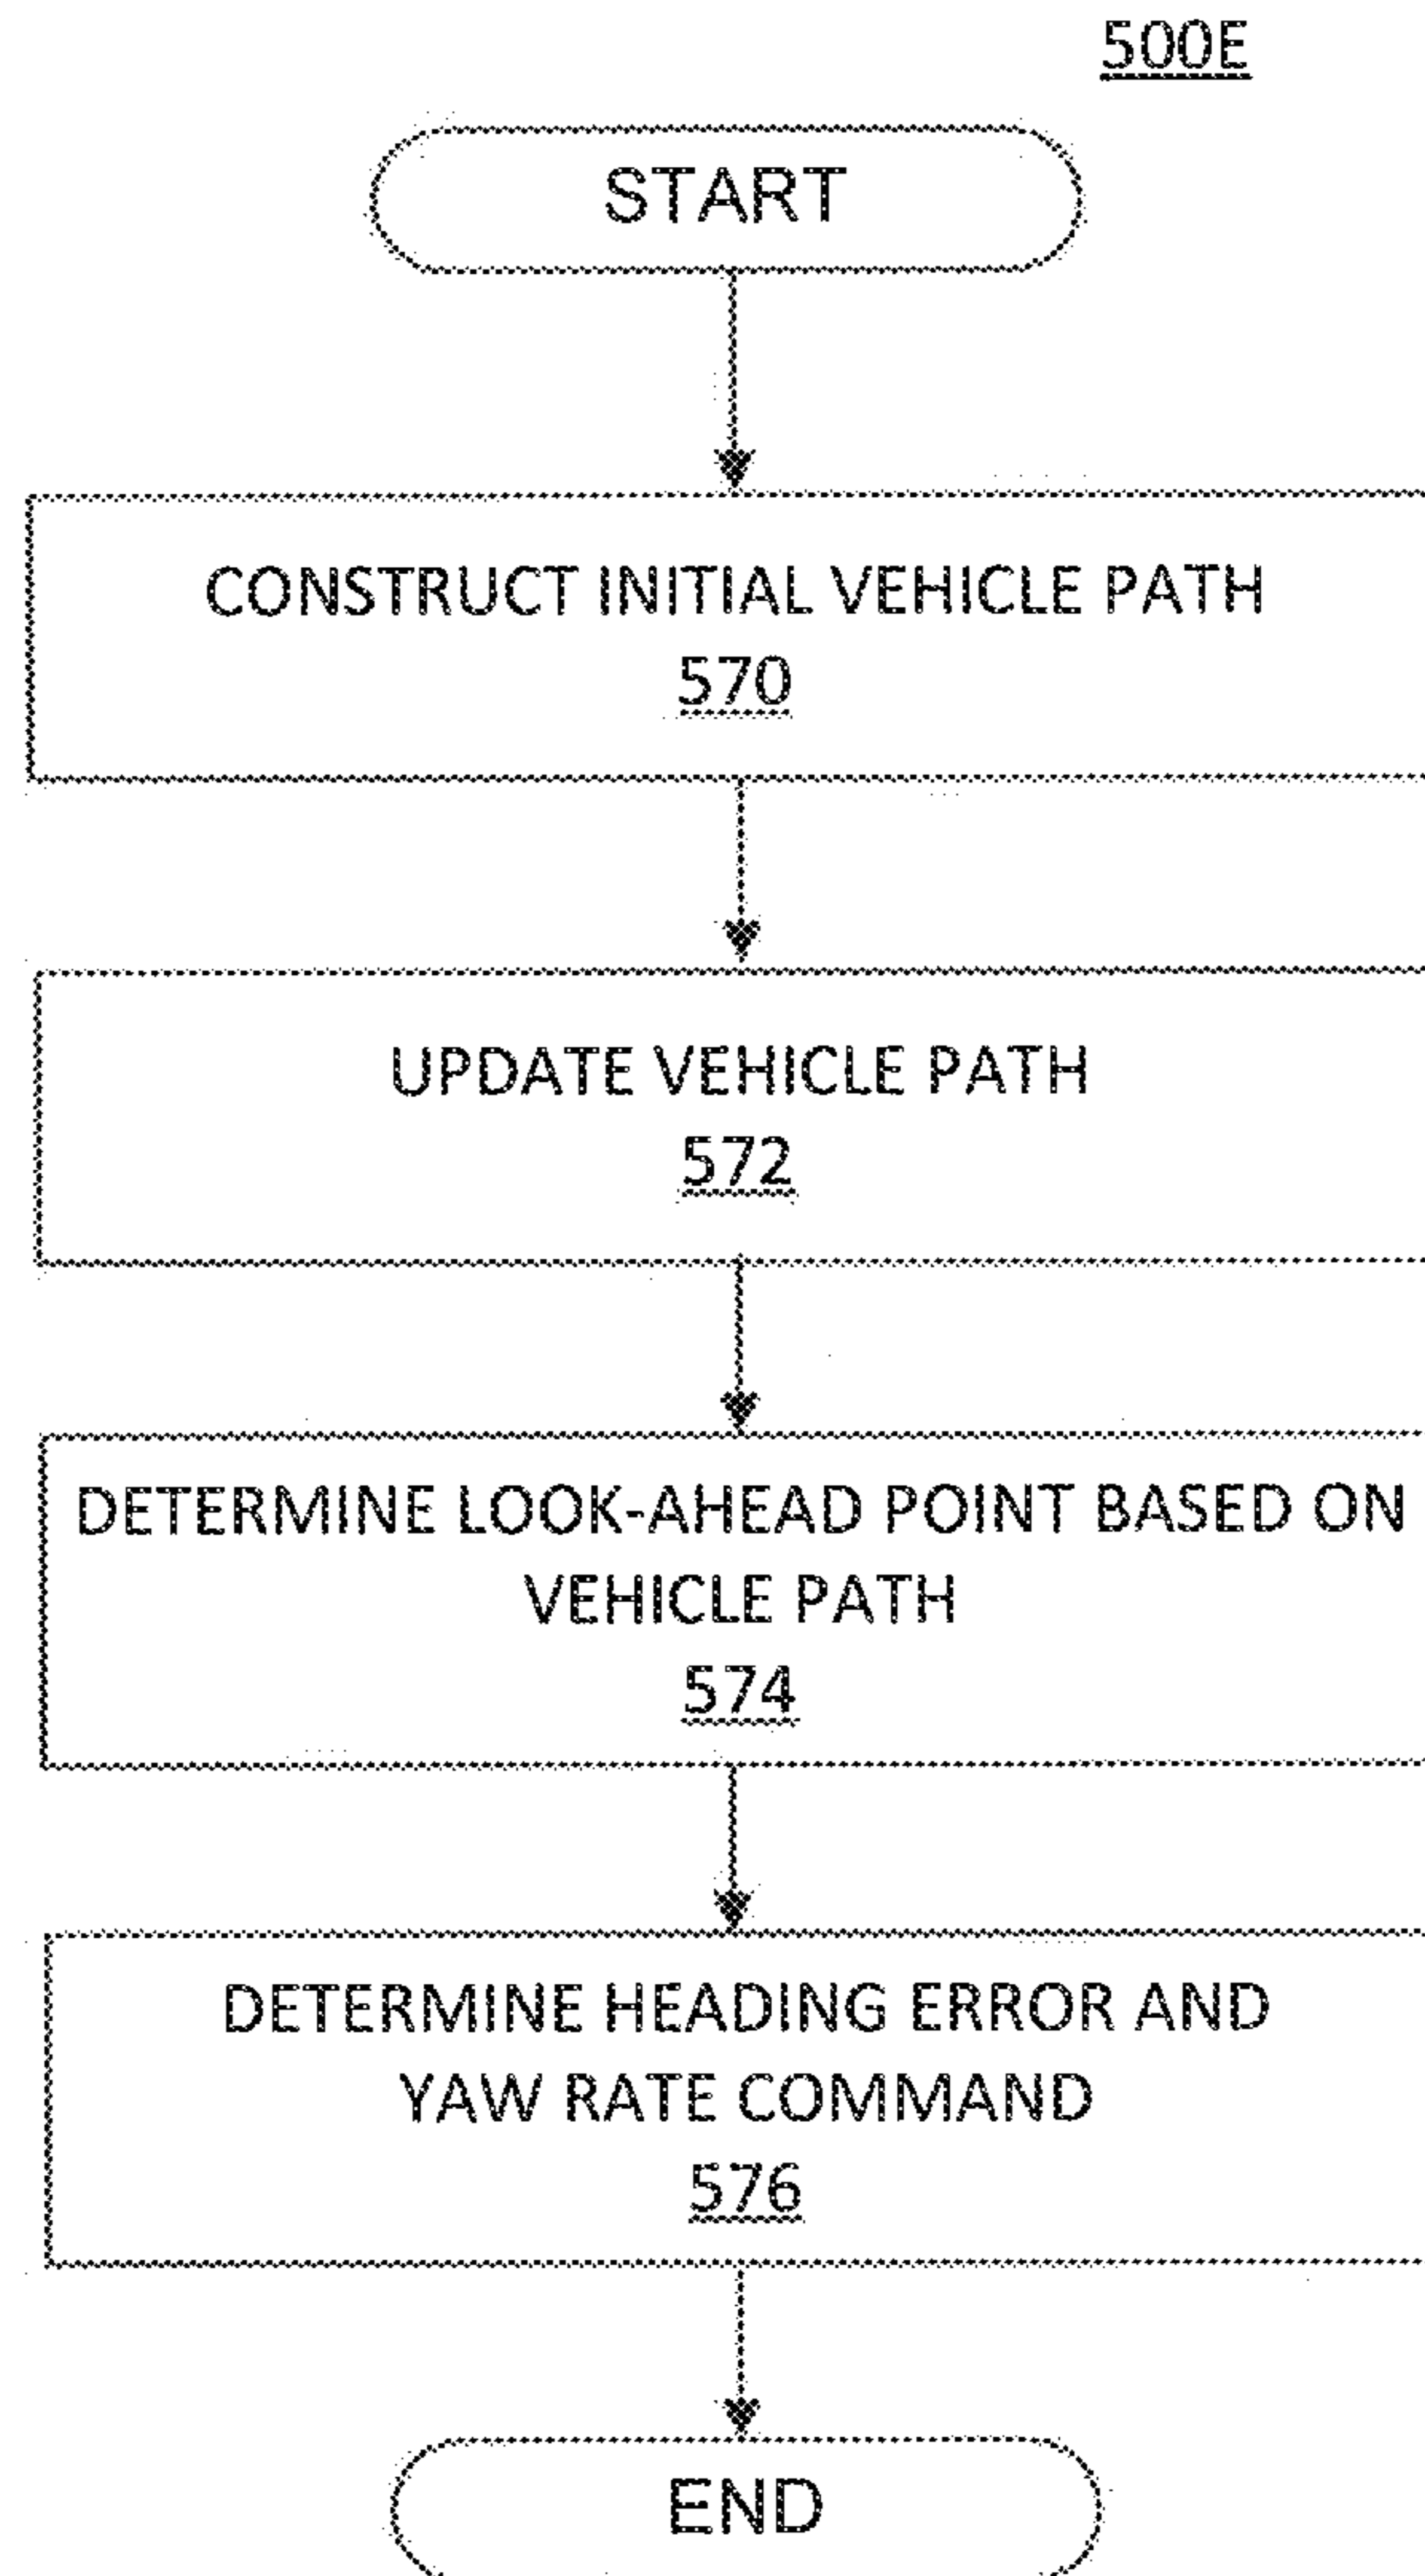 500E
START
CONSTRUCT INITIAL VEHICLE PATH
570
UPDATE VEHICLE PATH
572
DETERMINE LOOK-AHEAD POINT BASED ON
VEHICLE PATH
574
DETERMINE HEADING ERROR AND
YAW RATE COMMAND
576
END